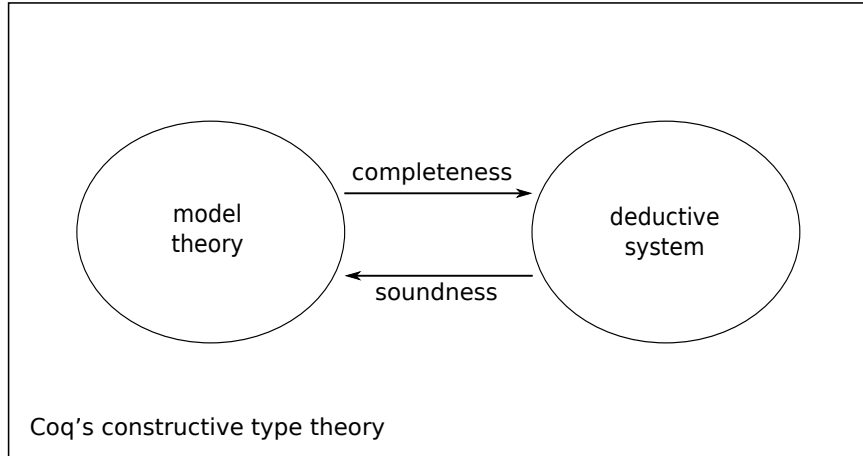 completeness
model
theory
deductive
system
soundness
Coq’s constructive type theory